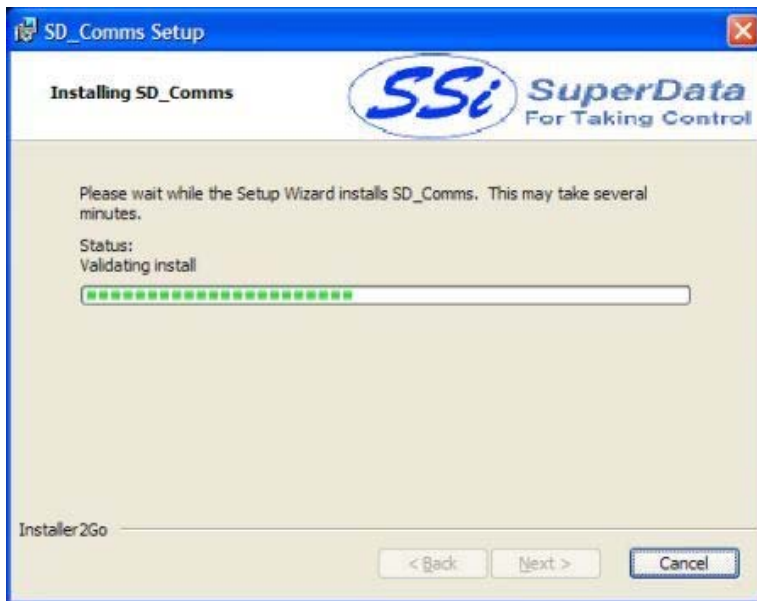 SD_Comms Setup
Installing SD_Comms
SSi
SuperData
For Taking Control
Please wait while the Setup Wizard installs SD_Comms. This may take several
minutes.
Status:
Validating install
Installer2Go
< Back
Next >
Cancel